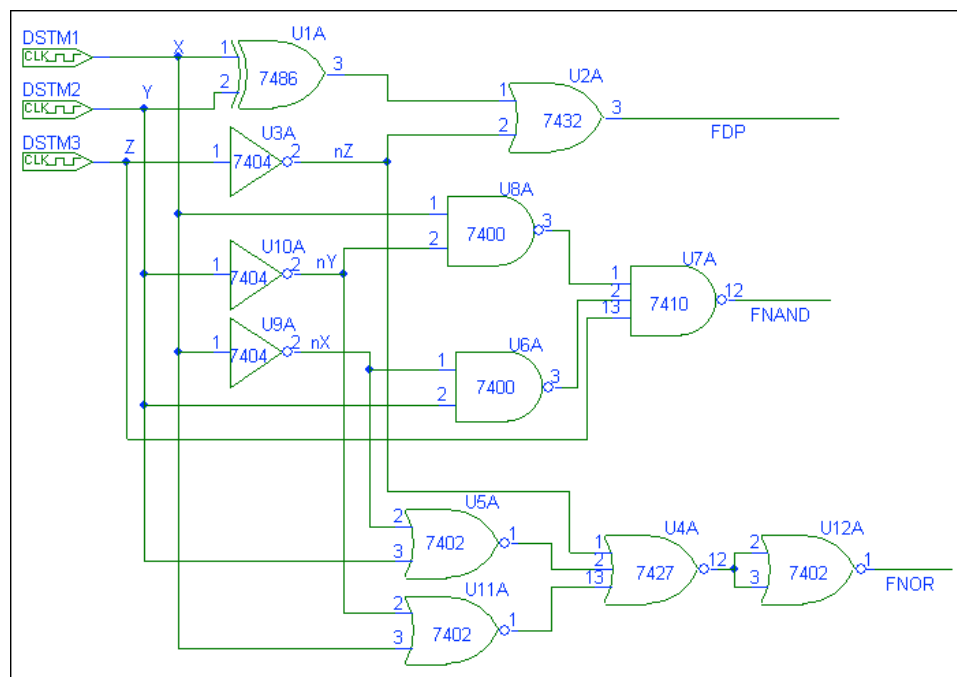 DSTM1
CLK
X
1
2
U1A
7486
3
DSTM2
CLK
Y
DSTM3
CLK
Z
1
2
U2A
7432
3
FDP
1
U3A
7404
2
nZ
1
2
U8A
7400
3
1
U10A
7404
2
nY
1
2
13
U7A
7410
12
FNAND
1
U9A
7404
2
nX
1
2
U6A
7400
3
2
3
U5A
7402
1
1
2
13
U4A
7427
12
2
3
U12A
7402
1
FNOR
2
3
U11A
7402
1